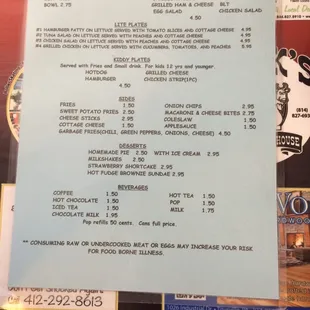 BOWL 2.75
GRILLED HAM & CHEESE BLT
EGG SALAD CHICKEN SALAD
4.50
LITE PLATES
#1 HAMBURGER PATTY ON LETTUCE SERVED WITH TOMATO SLICES AND COTTAGE CHEESE
#2 TUNA SALAD ON LETTUCE SERVED WITH PEACHES AND COTTAGE CHEESE
#3 CHICKEN SALAD ON LETTUCE SERVED WITH PEACHES AND COTTAGE CHEESE
#4 GRILLED CHICKEN ON LETTUCE SERVED WITH CUCUMBERS, TOMATOES, AND PEACHES 5.95
KIDDY PLATES
Served with fries and Small drink. For kids 12 yrs and younger.
HOTDOG GRILLED CHEESE
HAMBURGER CHICKEN STRIP(1PC)
4.50
SIDES
FRIES 1.50 ONION CHIPS 2.95
SWEET POTATO FRIES 2.50 MACARONI & CHEESE BITES 2.75
CHEESE STICKS 2.95 COLESLAW 1.50
COTTAGE CHEESE 1.50 APPLESAUCE 1.50
GARBAGE FRIES(CHILI, GREEN PEPPERS, ONIONS, CHEESE) 4.50
DESSERTS
HOMEMADE PIE 2.50 WITH ICE CREAM 2.95
MILKSHAKES 2.50
STRAWBERRY SHORTCAKE 2.95
HOT FUDGE BROWNIE SUNDAE 2.95
BEVERAGES
COFFEE 1.50 HOT TEA 1.50
HOT CHOCOLATE 1.50 POP 1.50
ICED TEA 1.50 MILK 1.75
CHOCOLATE MILK 1.95
Pop refills 50 cents. Cans full price.
** CONSUMING RAW OR UNDERCOOKED MEAT OR EGGS MAY INCREASE YOUR RISK
FOR FOOD BORNE ILLNESS.
(814)
HOUSE
Call 412-292-8613